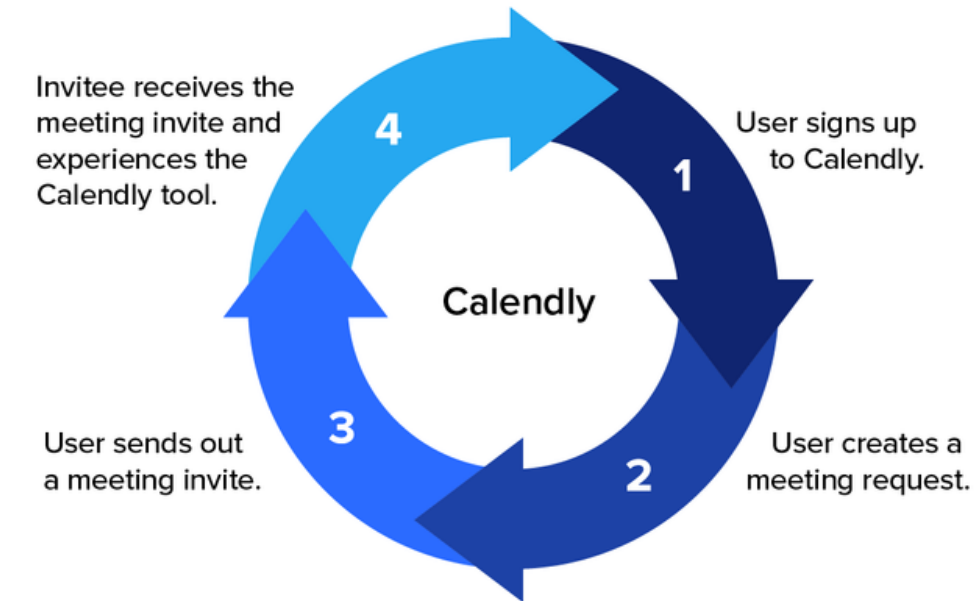 Invitee receives the
meeting invite and
experiences the
Calendly tool.
4
User signs up
to Calendly.
1
Calendly
3
User sends out
a meeting invite.
2
User creates a
meeting request.